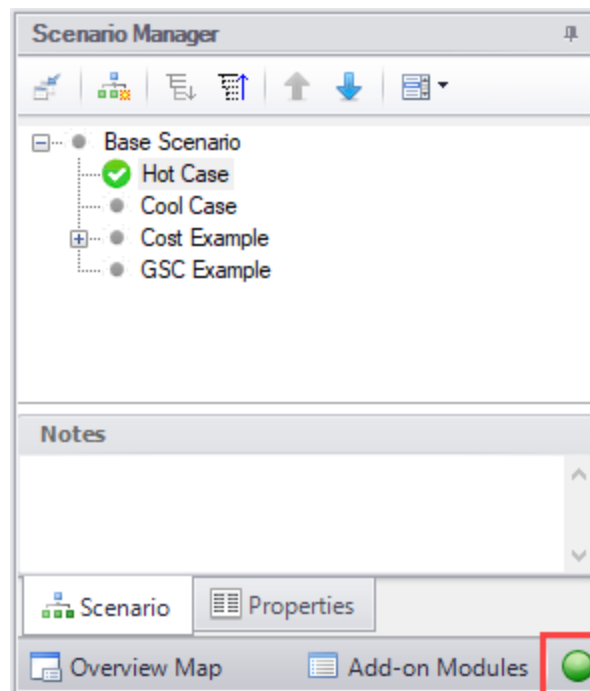 Scenario Manager
Base Scenario
Hot Case
Cool Case
Cost Example
GSC Example
Notes
Scenario Properties
Overview Map Add-on Modules